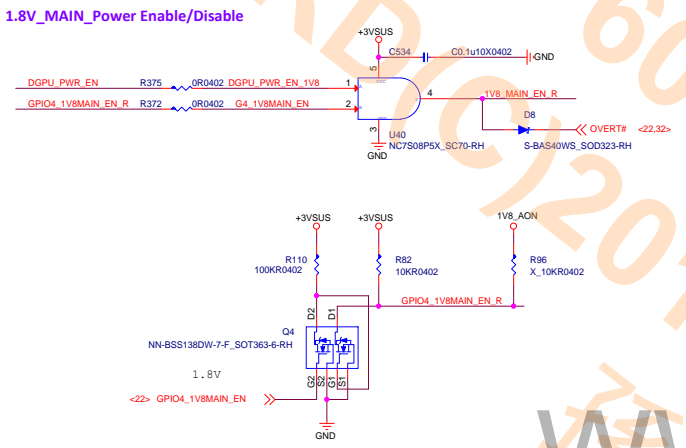 1.8V_MAIN_Power Enable/Disable
+3VSUS
C534 C0.1u10X0402
GND
5
DGPU_PWR_EN R375 0R0402 DGPU_PWR_EN_1V8 1
4 1V8_MAIN_EN_R
GPIO4_1V8MAIN_EN_R R372 0R0402 G4_1V8MAIN_EN 2
D8
3
OVERT# <22,32>
U40
GND NC7S08P5X_SC70-RH S-BAS40WS_SOD323-RH
+3VSUS +3VSUS 1V8_AON
R110 R82 R96
100KR0402 10KR0402 X_10KR0402
GPIO4_1V8MAIN_EN_R
D2 D1
Q4
NN-BSS138DW-7-F_SOT363-6-RH
1.8V
G2 S2 G1 S1
<22> GPIO4_1V8MAIN_EN
GND